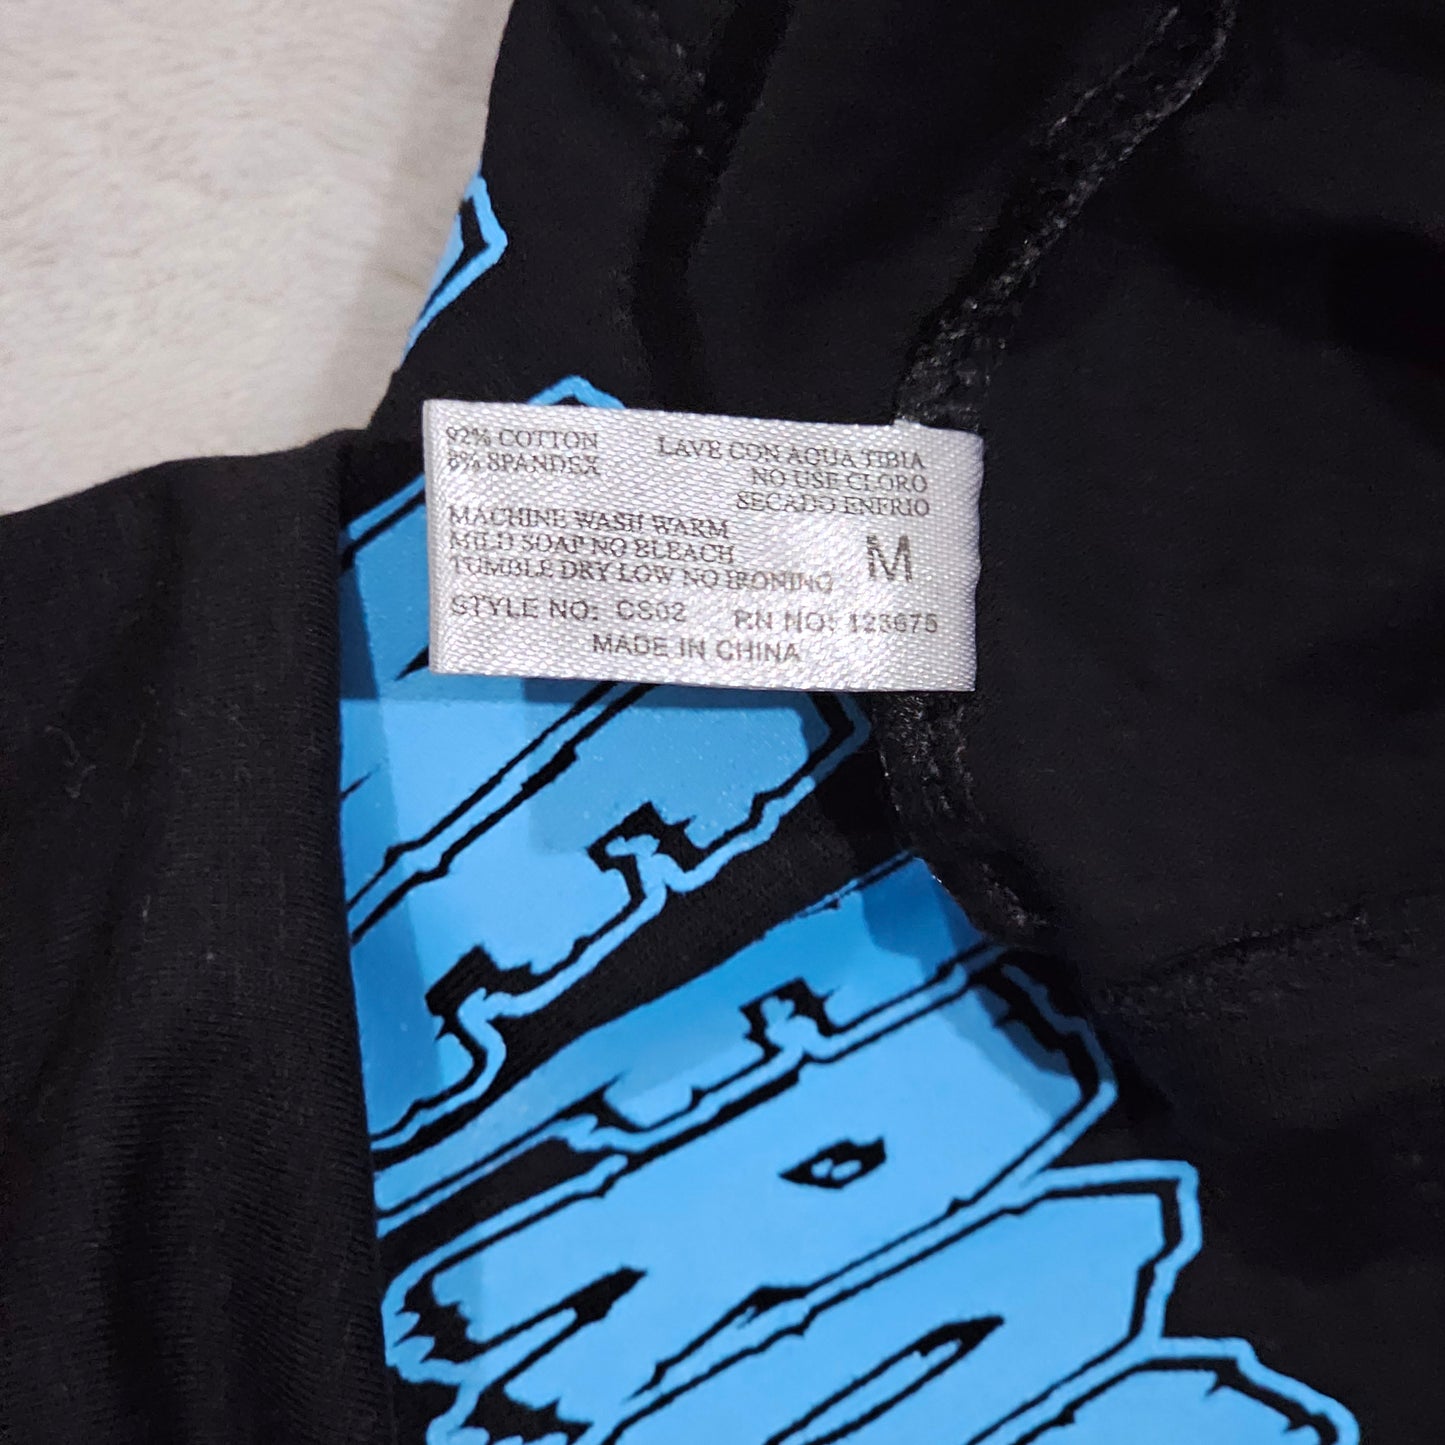 92% COTTON
8% SPANDEX
LAVE CON AQUA TIBIA
NO USE CLORO
SECADO ENFRIO
MACHINE WASH WARM
MILD SOAP NO BLEACH
TUMBLE DRY LOW NO IRONING
M
STYLE NO: CS02 RN NO: 123675
MADE IN CHINA